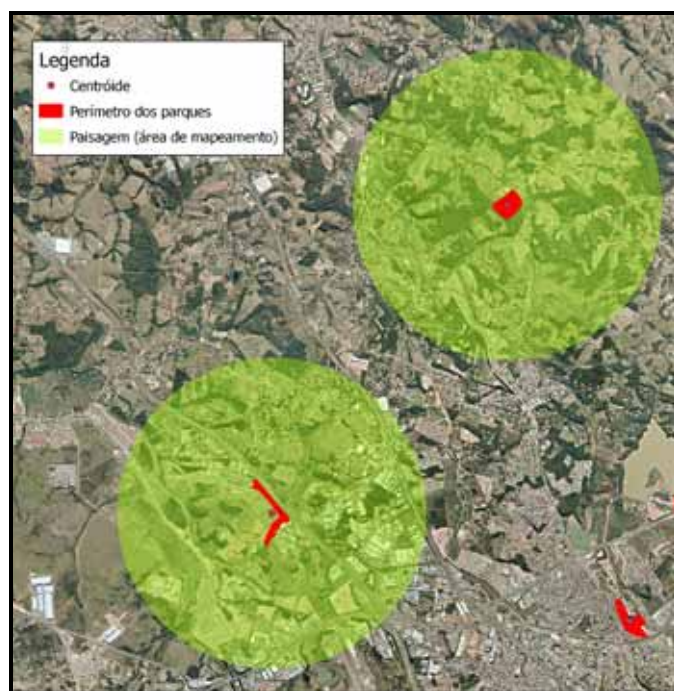 Legenda
Centróide
Perímetro dos parques
Paisagem (área de mapeamento)